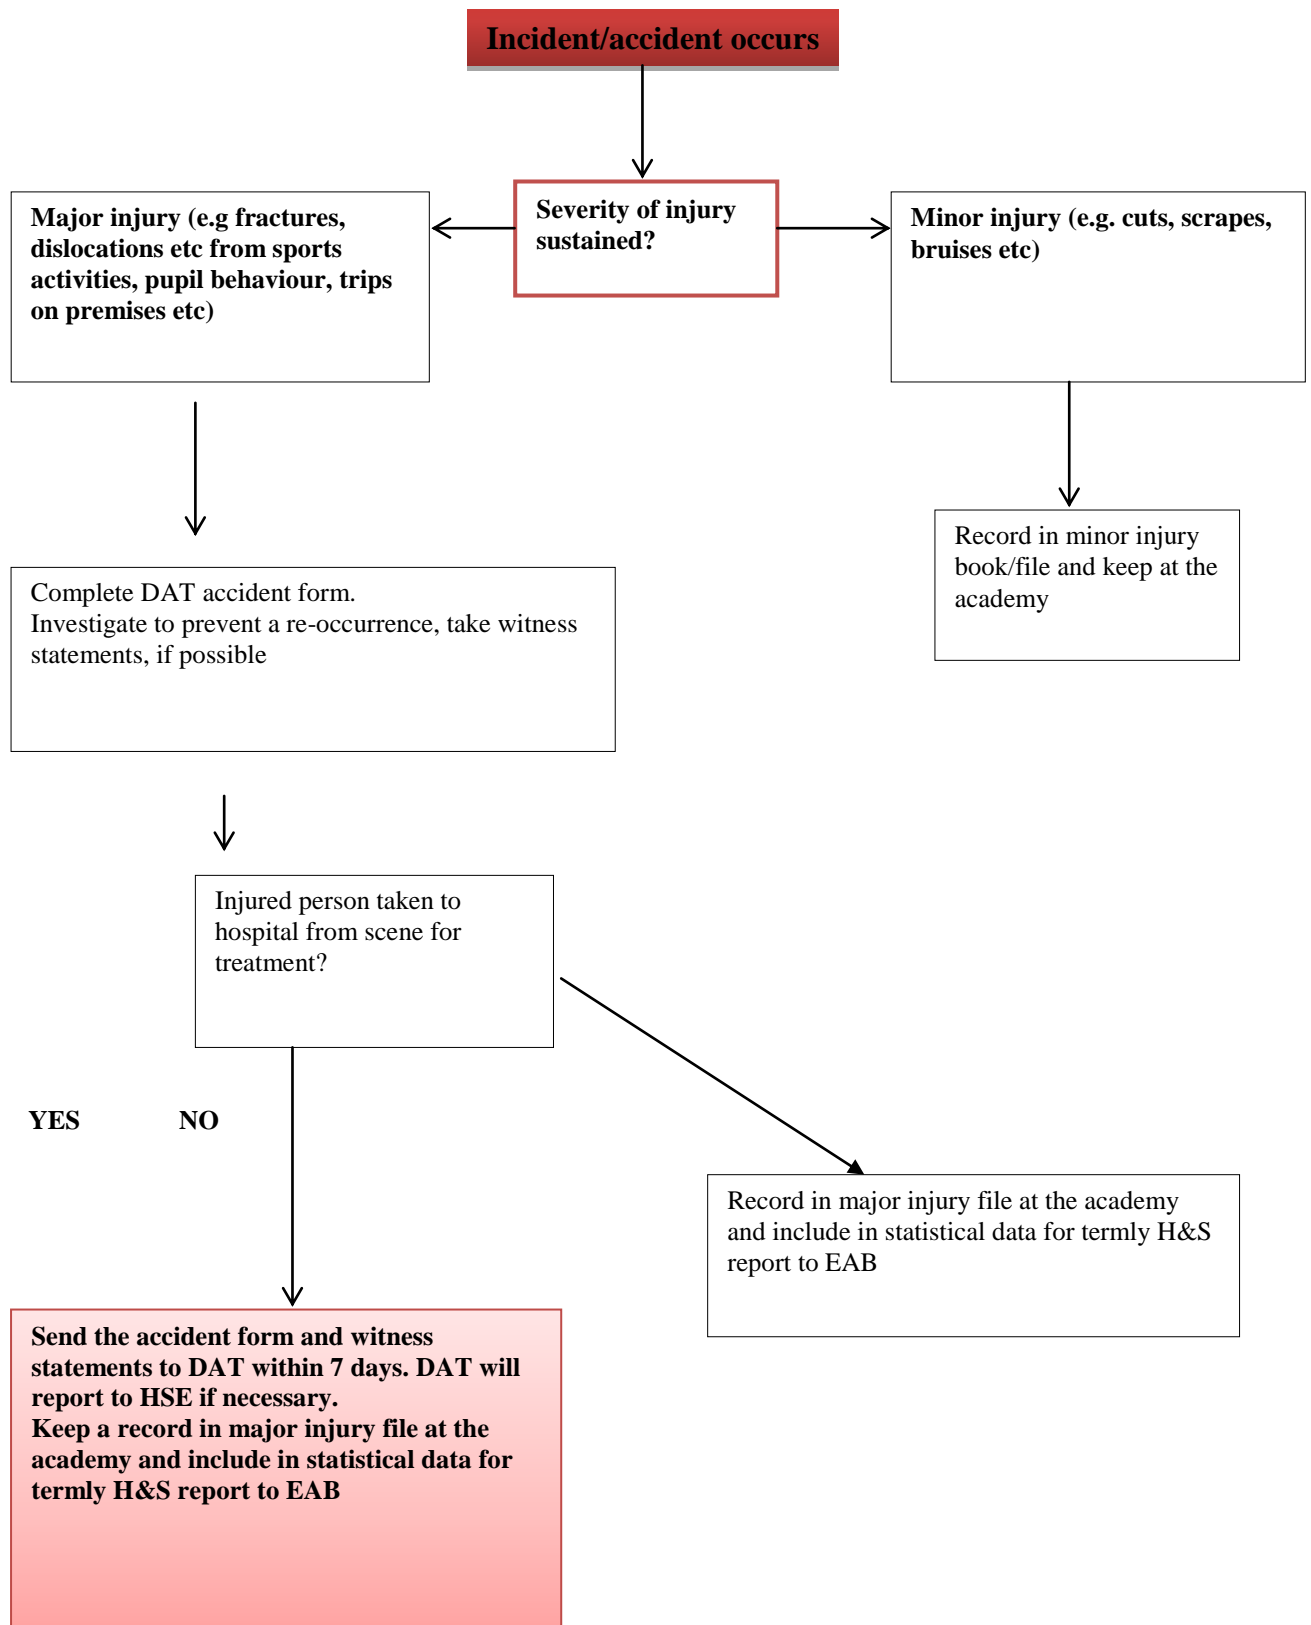 Incident/accident occurs
Severity of injury
sustained?
Major injury (e.g fractures,
dislocations etc from sports
activities, pupil behaviour, trips
on premises etc)
Minor injury (e.g. cuts, scrapes,
bruises etc)
Record in minor injury
book/file and keep at the
academy
Complete DAT accident form.
Investigate to prevent a re-occurrence, take witness
statements, if possible
Injured person taken to
hospital from scene for
treatment?
YES NO
Record in major injury file at the academy
and include in statistical data for termly H&S
report to EAB
Send the accident form and witness
statements to DAT within 7 days. DAT will
report to HSE if necessary.
Keep a record in major injury file at the
academy and include in statistical data for
termly H&S report to EAB